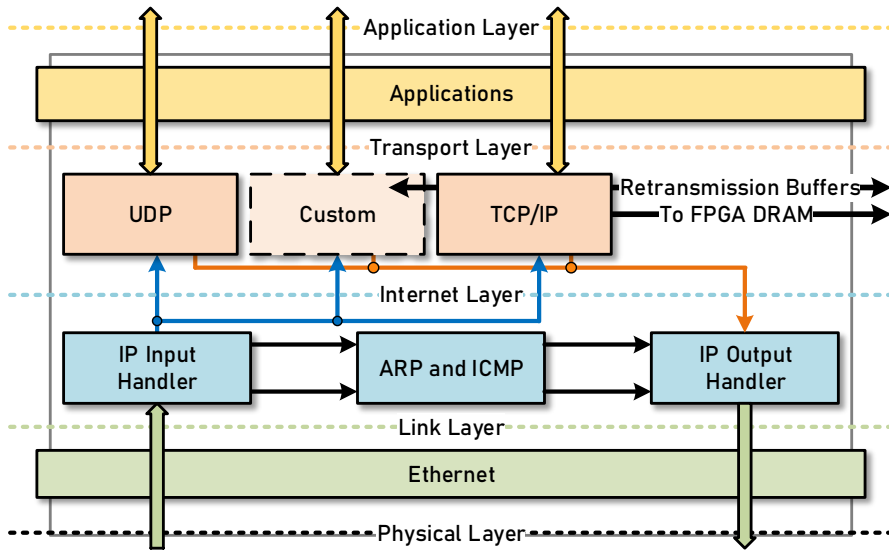 Application Layer
Applications
Transport Layer
UDP
Custom
TCP/IP
Retransmission Buffers
To FPGA DRAM
Internet Layer
IP Input
Handler
ARP and ICMP
IP Output
Handler
Link Layer
Ethernet
Physical Layer